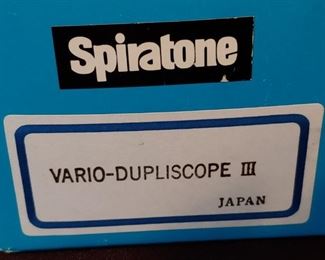 Spiratone
VARIO-DUPLISCOPE III
JAPAN